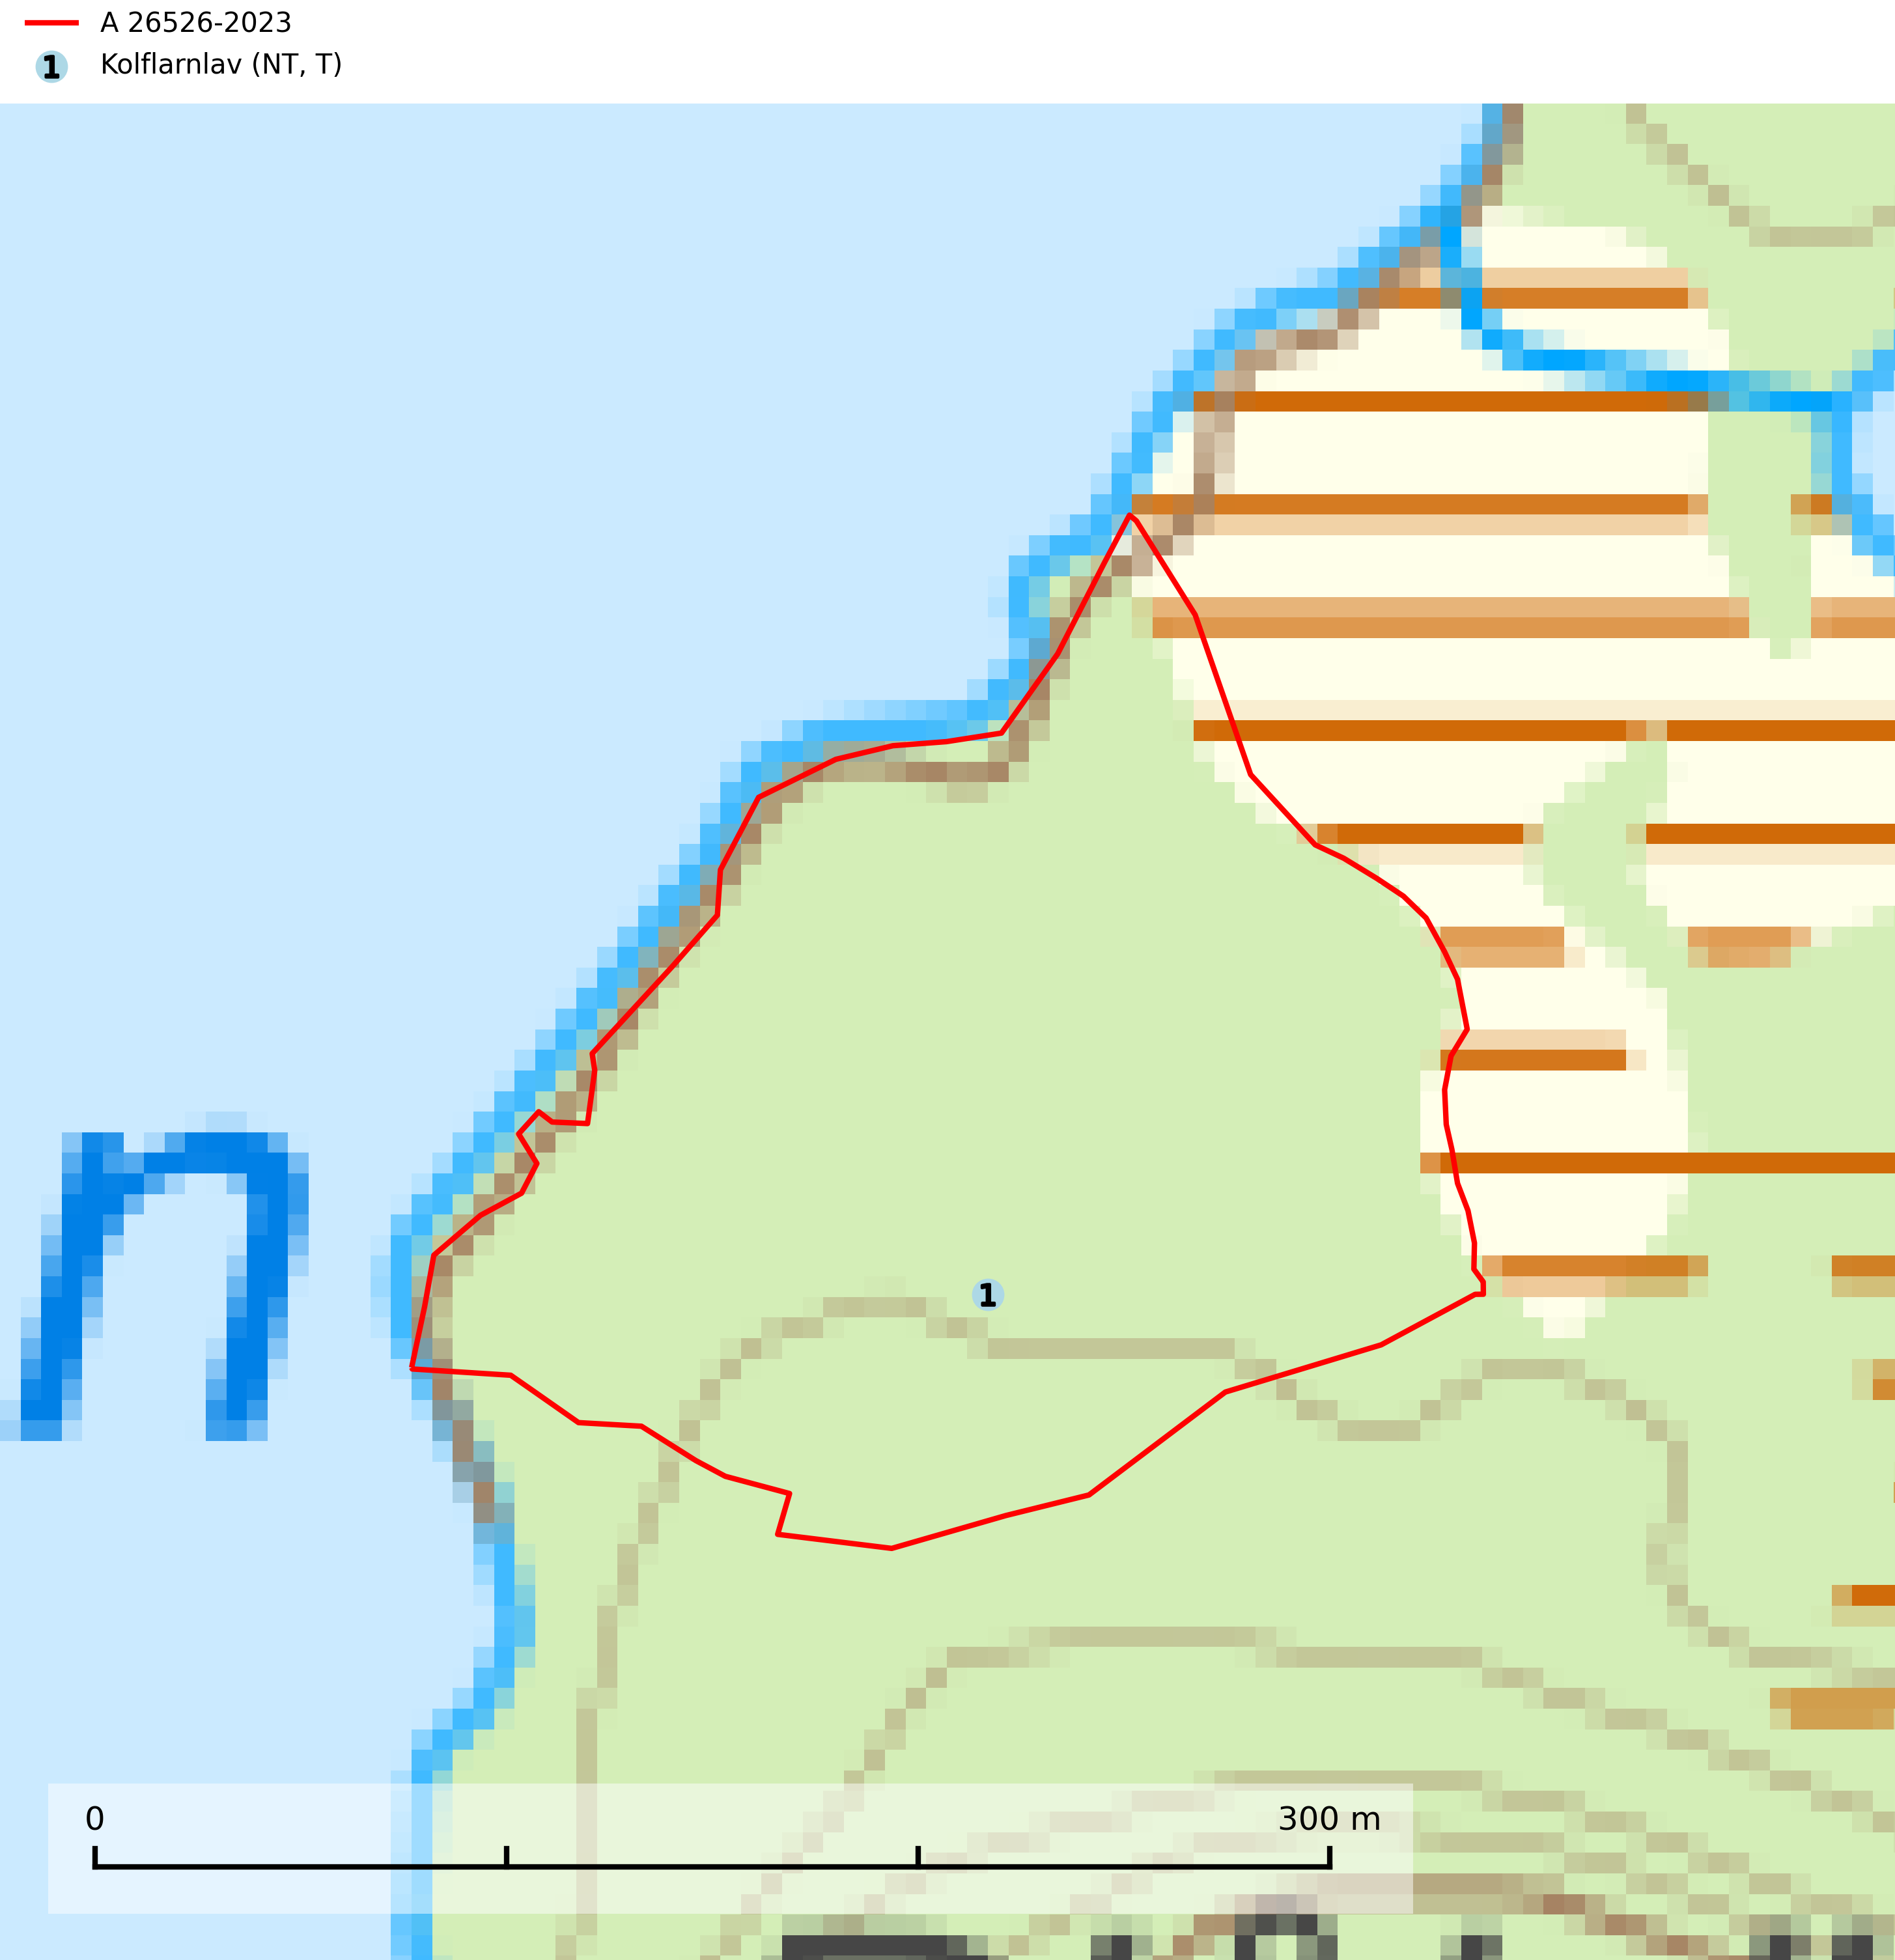 A 26526-2023
1 Kolflarnlav (NT, T)
n
1
0 300 m